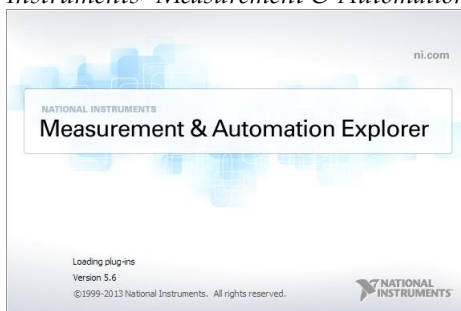 Instruments' Measurement & Automation
ni.com
NATIONAL INSTRUMENTS
Measurement & Automation Explorer
Loading plug-ins
Version 5.6
©1999-2013 National Instruments. All rights reserved.
NATIONAL
INSTRUMENTS